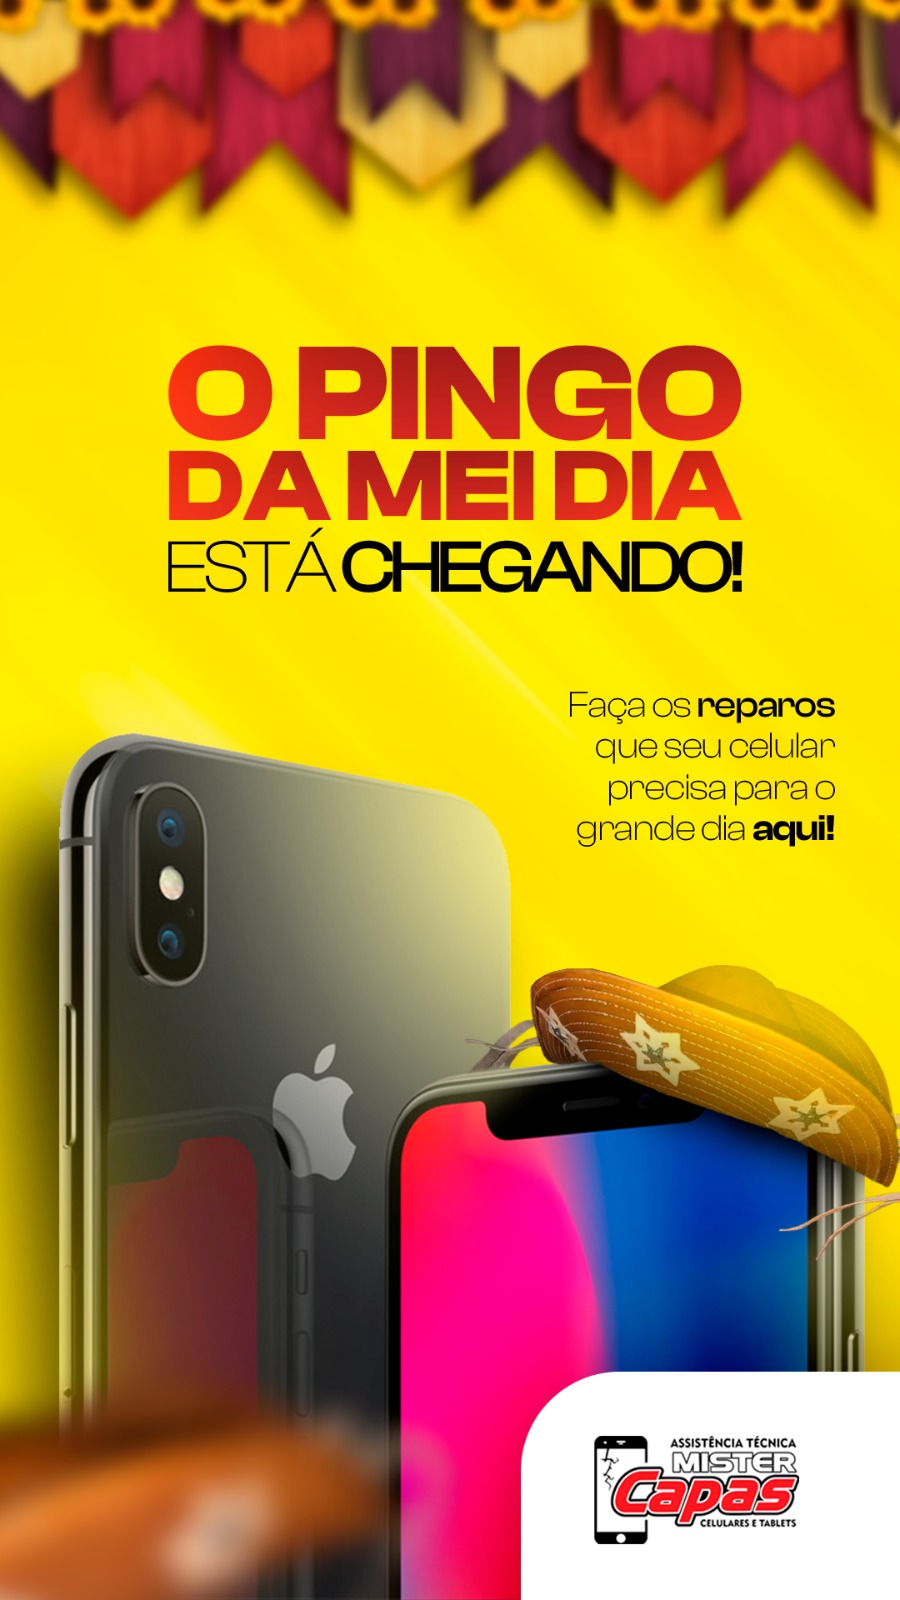 O PINGO
DA MEI DIA
ESTÁ CHEGANDO!
Faça os reparos
que seu celular
precisa para o
grande dia aqui!
ASSISTÊNCIA TÉCNICA
MISTER
Capas
CELULARES E TABLETS